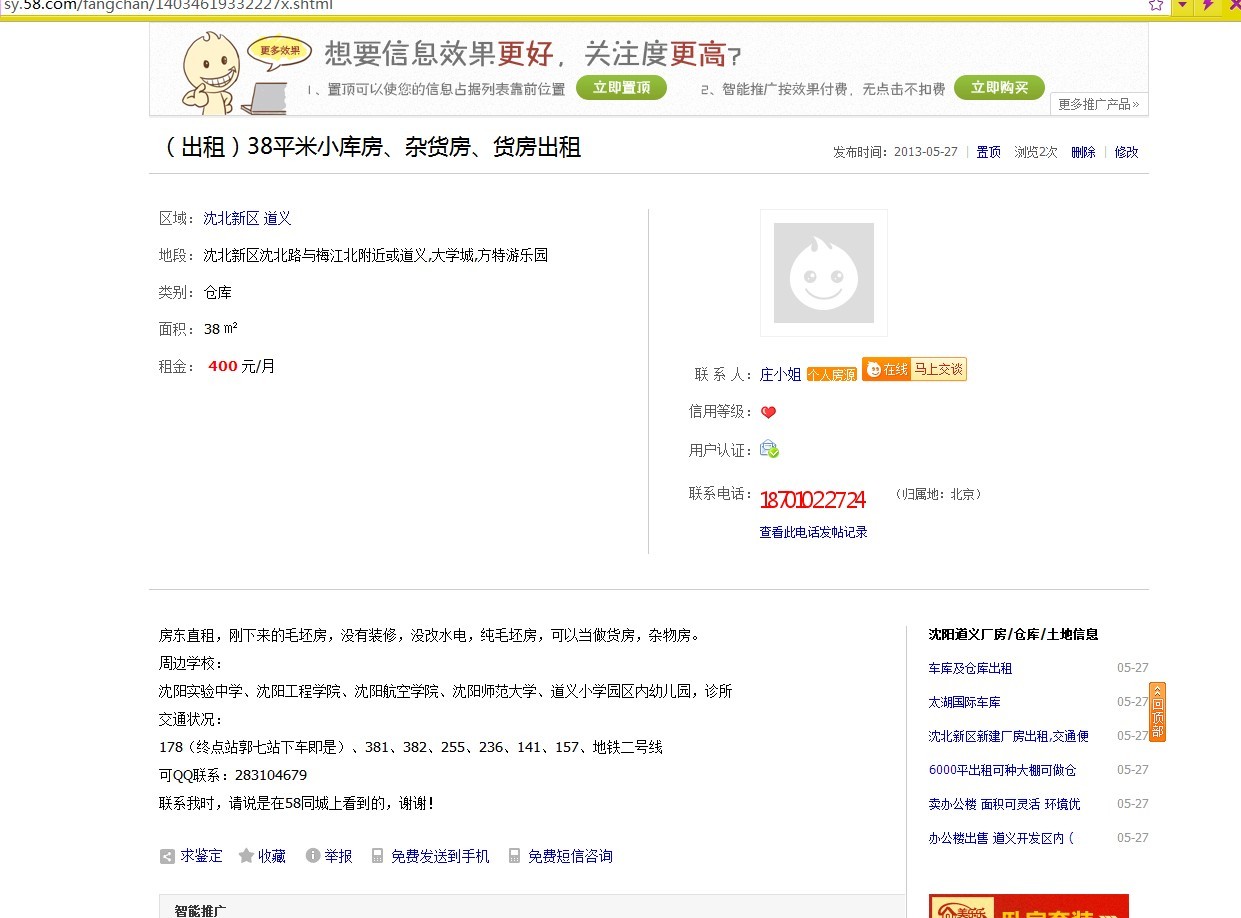 sy.58.com/fangchan/14034619332227x.shtml
更多效果
想要信息效果更好，关注度更高？
1、置顶可以使您的信息占据列表靠前位置 立即置顶 2、智能推广按效果付费，无点击不扣费 立即购买
更多推广产品»
（出租）38平米小库房、杂货房、货房出租
发布时间：2013-05-27 | 置顶 浏览2次 删除 | 修改
区域： 沈北新区 道义
地段： 沈北新区沈北路与梅江北附近或道义,大学城,方特游乐园
类别： 仓库
面积： 38 ㎡
租金： 400 元/月
联 系 人： 庄小姐 个人房源 在线 马上交谈
信用等级：
用户认证：
联系电话： 18701022724 （归属地：北京）
查看此电话发帖记录
房东直租，刚下来的毛坯房，没有装修，没改水电，纯毛坯房，可以当做货房，杂物房。
周边学校：
沈阳实验中学、沈阳工程学院、沈阳航空学院、沈阳师范大学、道义小学园区内幼儿园，诊所
交通状况：
178（终点站郭七站下车即是）、381、382、255、236、141、157、地铁二号线
可QQ联系：283104679
联系我时，请说是在58同城上看到的，谢谢！
求鉴定 收藏 举报 免费发送到手机 免费短信咨询
智能推广
沈阳道义厂房/仓库/土地信息
车库及仓库出租 05-27
太湖国际车库 05-27
沈北新区新建厂房出租,交通便 05-27
6000平出租可种大棚可做仓 05-27
卖办公楼 面积可灵活 环境优 05-27
办公楼出售 道义开发区内（ 05-27
回顶部